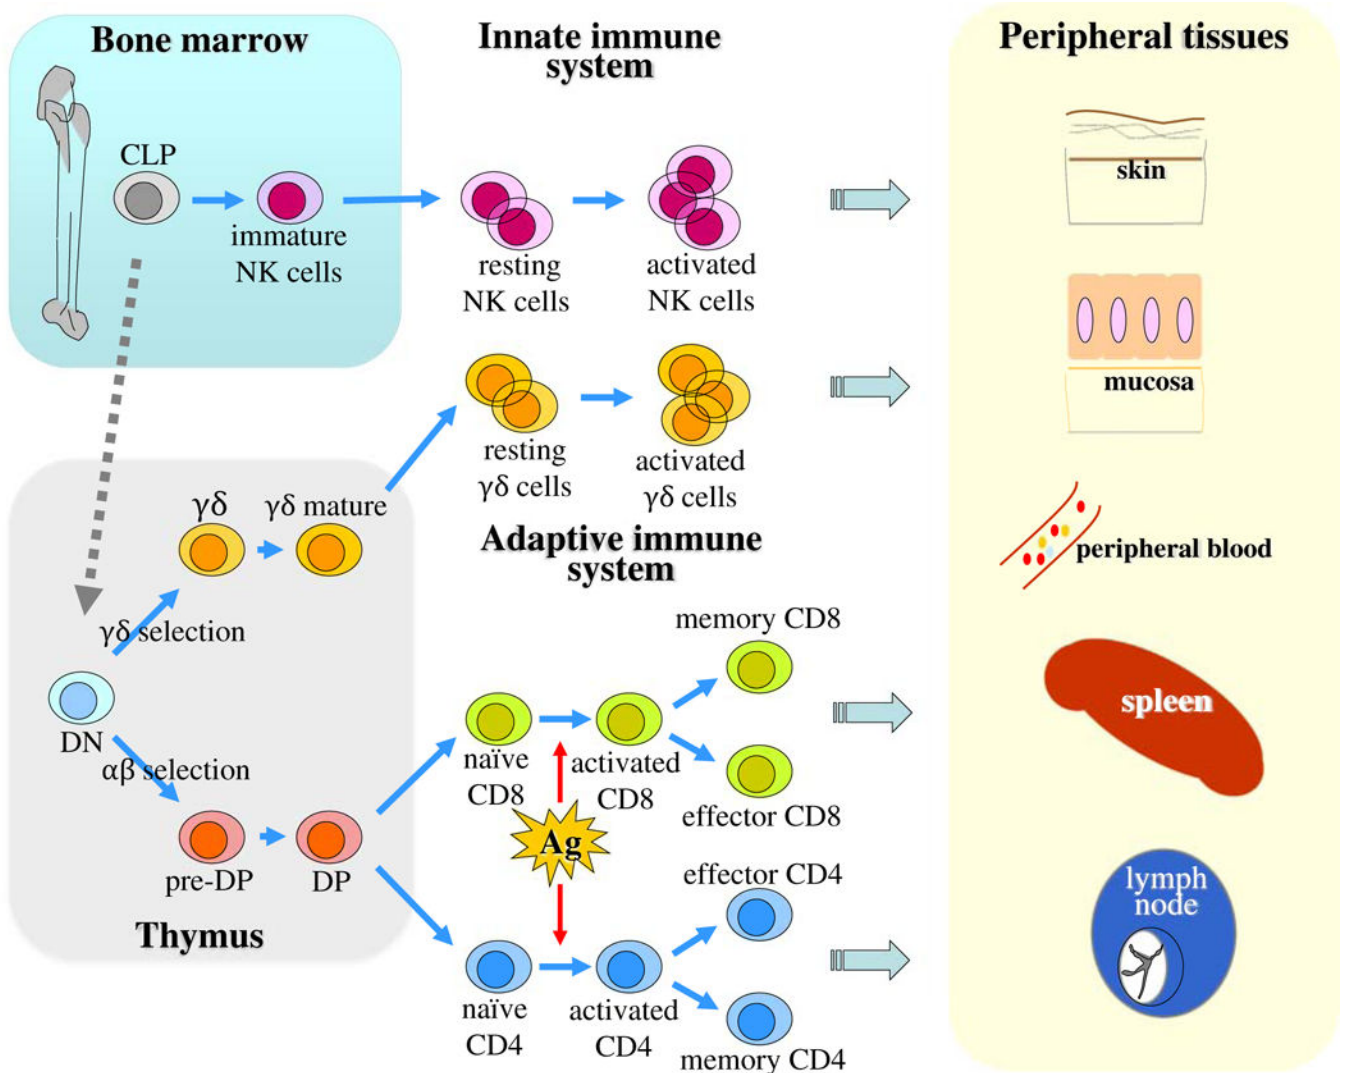 Bone marrow
CLP
immature
NK cells
Innate immune
system
resting
NK cells
activated
NK cells
resting
γδ cells
activated
γδ cells
γδ
γδ mature
γδ selection
DN
αβ selection
pre-DP
DP
Thymus
Adaptive immune
system
memory CD8
naïve
CD8
activated
CD8
effector CD8
Ag
effector CD4
naïve
CD4
activated
CD4
memory CD4
Peripheral tissues
skin
mucosa
peripheral blood
spleen
lymph
node